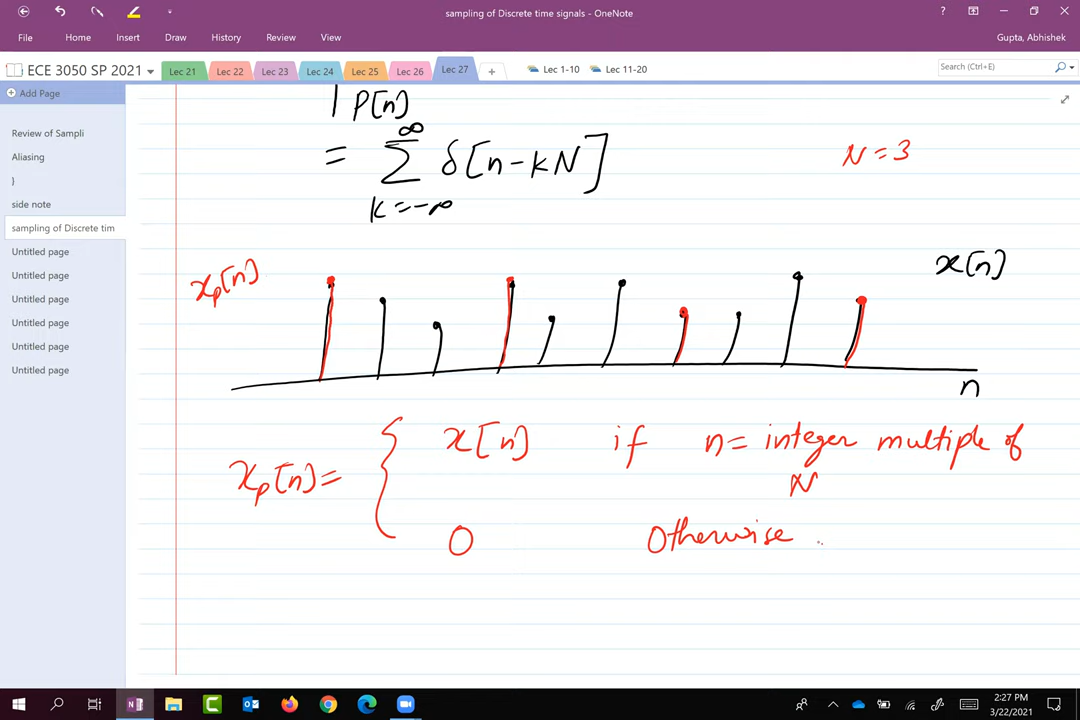 sampling of Discrete time signals - OneNote
?
File Home Insert Draw History Review View
Gupta, Abhishek
ECE 3050 SP 2021
Lec 21 Lec 22 Lec 23 Lec 24 Lec 25 Lec 26 Lec 27
Lec 1-10 Lec 11-20
Search (Ctrl+E)
Add Page
Review of Sampli
Aliasing
}
side note
sampling of Discrete tim
Untitled page
Untitled page
Untitled page
Untitled page
Untitled page
Untitled page
P[n]
= ∑ δ[n-kN]
∞
k=-∞
N=3
xp[n]
x[n]
n
xp[n]= { x[n] if n= integer multiple of
N
0 Otherwise .
2:27 PM
3/22/2021